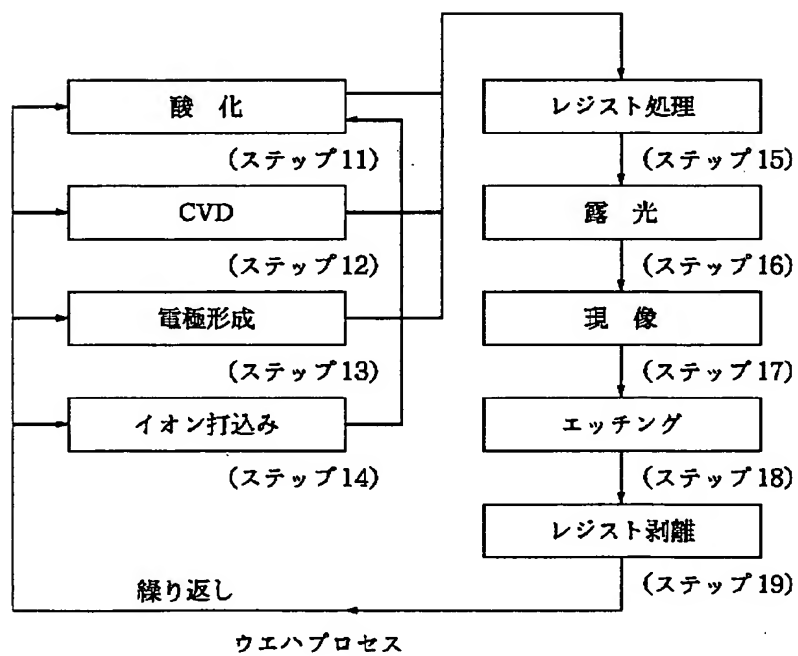 酸 化
(ステップ11)
CVD
(ステップ12)
電極形成
(ステップ13)
イオン打込み
(ステップ14)
レジスト処理
(ステップ15)
露 光
(ステップ16)
現 像
(ステップ17)
エッチング
(ステップ18)
レジスト剥離
(ステップ19)
繰り返し
ウエハプロセス